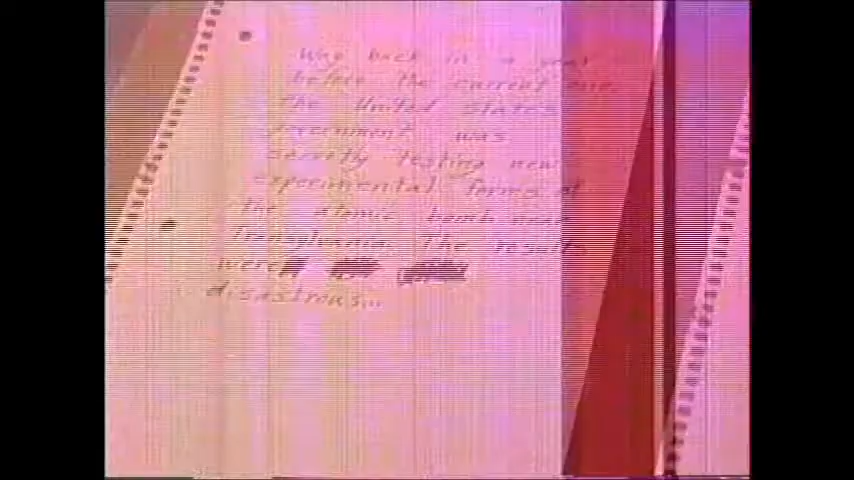 Way back in a year
before the current one.
The United States
government was
secretly testing new
experimental forms of
the atomic bomb near
Transylvania. The results
were
disastrous...